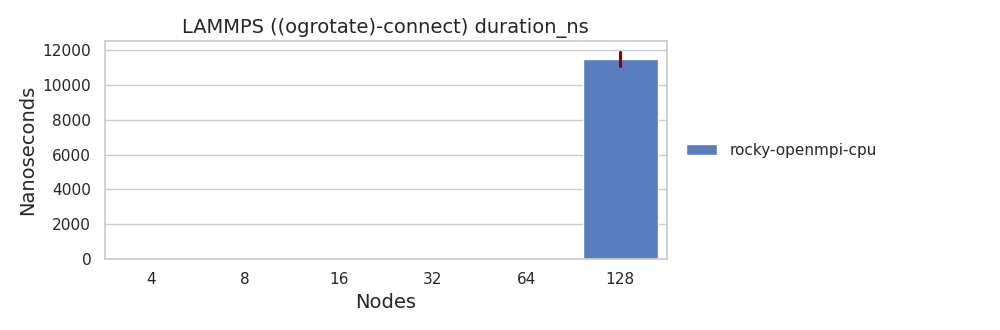 LAMMPS ((ogrotate)-connect) duration_ns
Nanoseconds
12000
10000
8000
6000
4000
2000
0
4 8 16 32 64 128
Nodes
rocky-openmpi-cpu